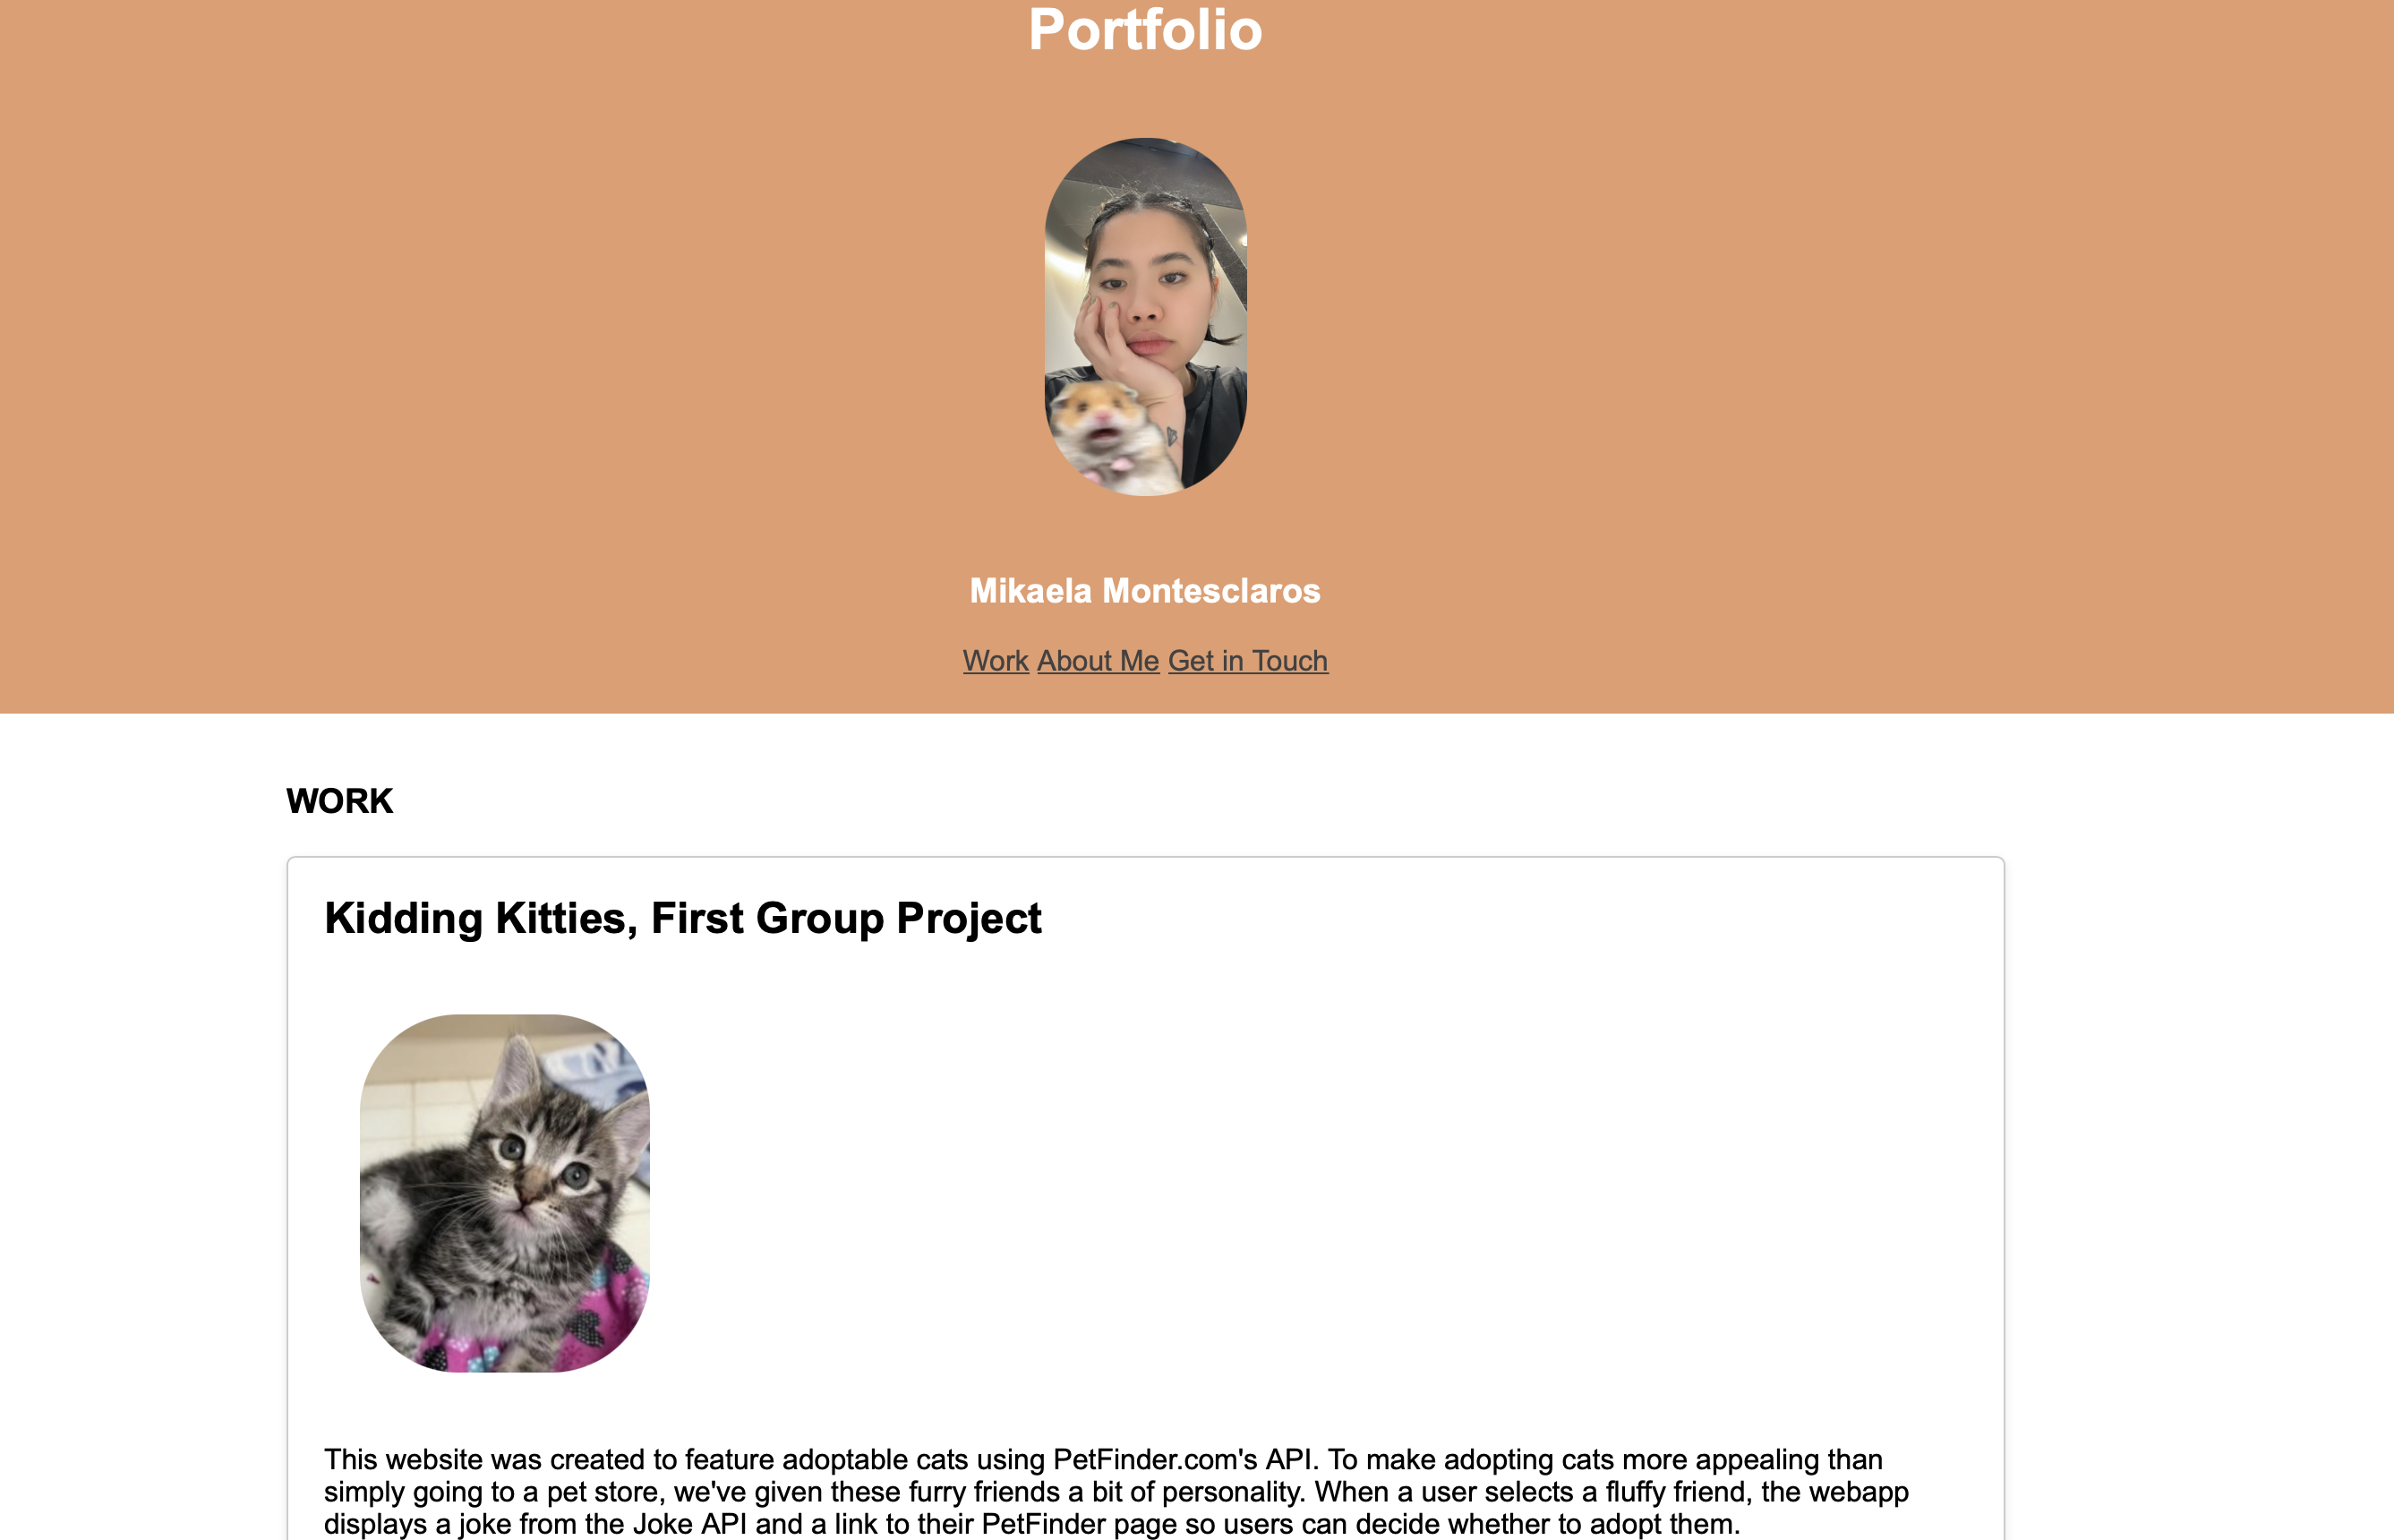 Portfolio
Mikaela Montesclaros
Work About Me Get in Touch
WORK
Kidding Kitties, First Group Project
This website was created to feature adoptable cats using PetFinder.com's API. To make adopting cats more appealing than
simply going to a pet store, we've given these furry friends a bit of personality. When a user selects a fluffy friend, the webapp
displays a joke from the Joke API and a link to their PetFinder page so users can decide whether to adopt them.